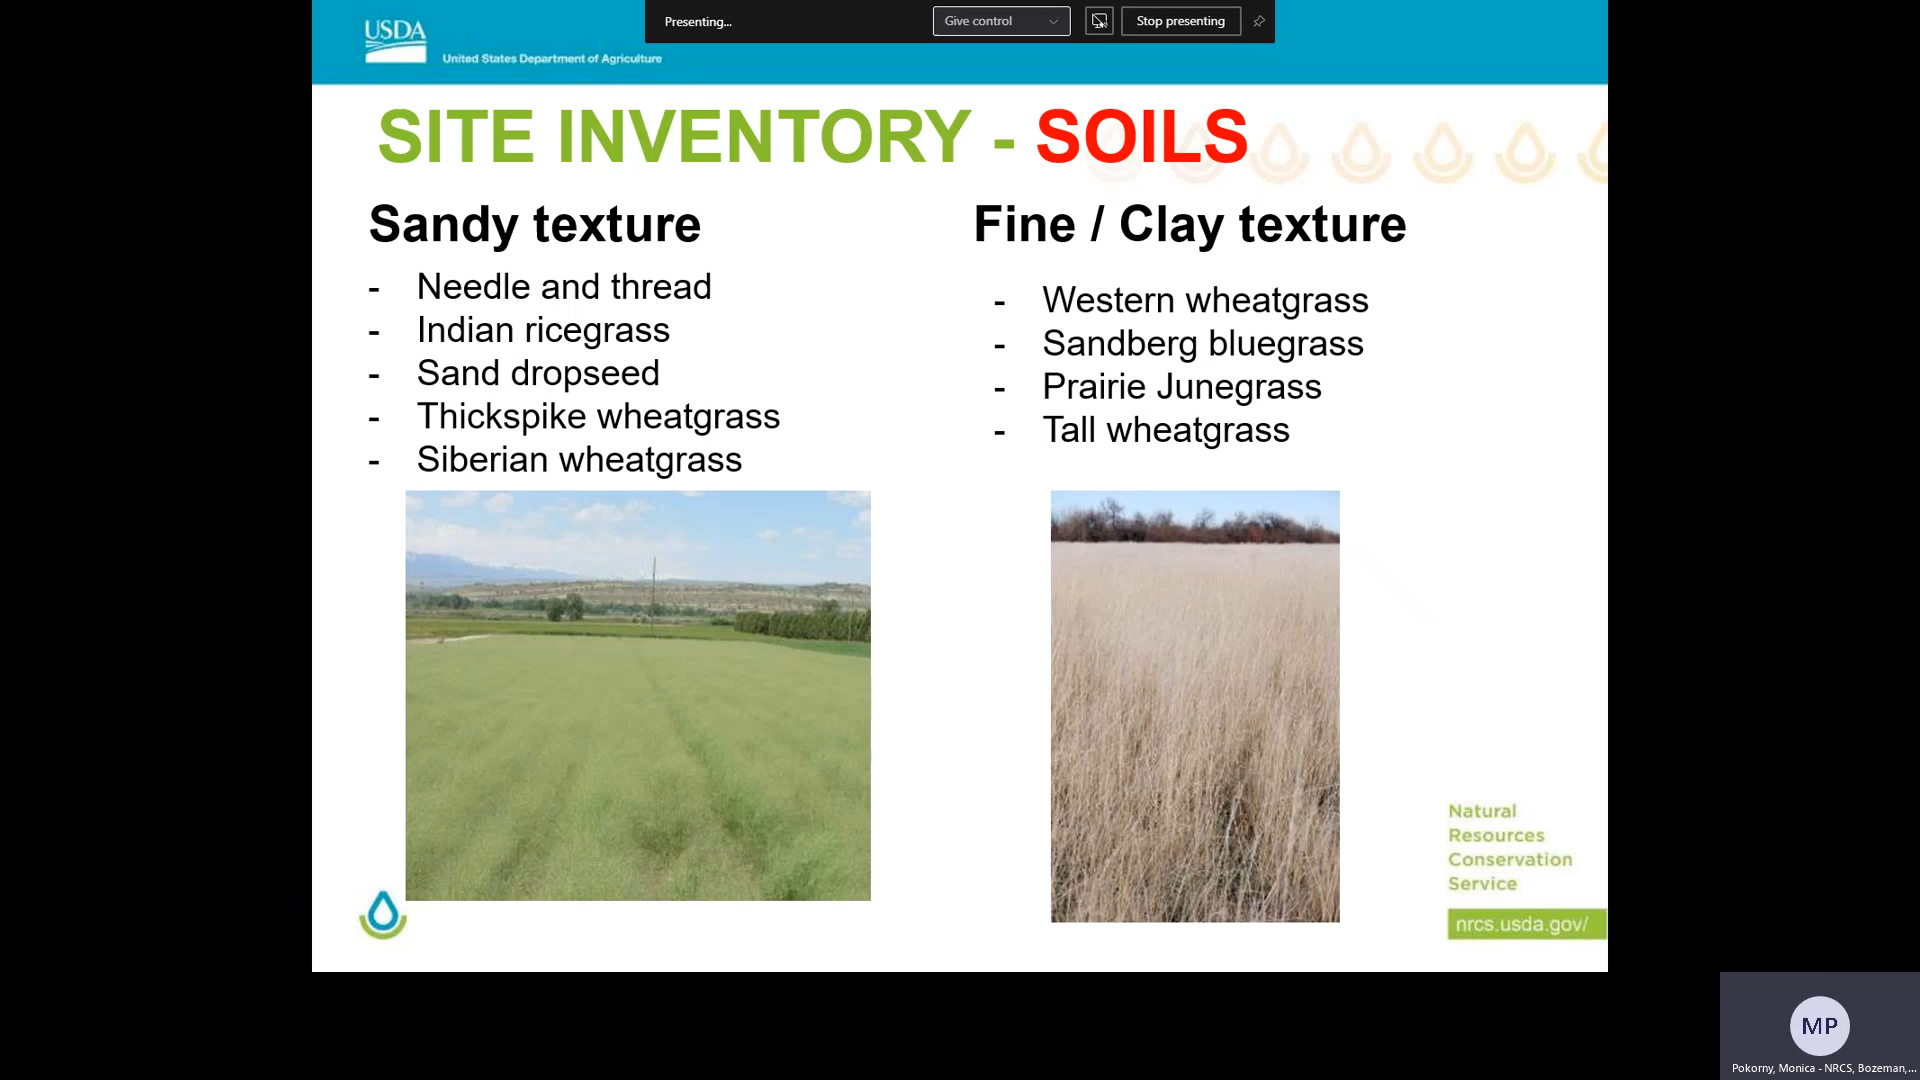 Presenting...
Give control
Stop presenting
USDA
United States Department of Agriculture
SITE INVENTORY - SOILS
Sandy texture
- Needle and thread
- Indian ricegrass
- Sand dropseed
- Thickspike wheatgrass
- Siberian wheatgrass
Fine / Clay texture
- Western wheatgrass
- Sandberg bluegrass
- Prairie Junegrass
- Tall wheatgrass
Natural
Resources
Conservation
Service
nrcs.usda.gov/
MP
Pokorny, Monica - NRCS, Bozeman,...